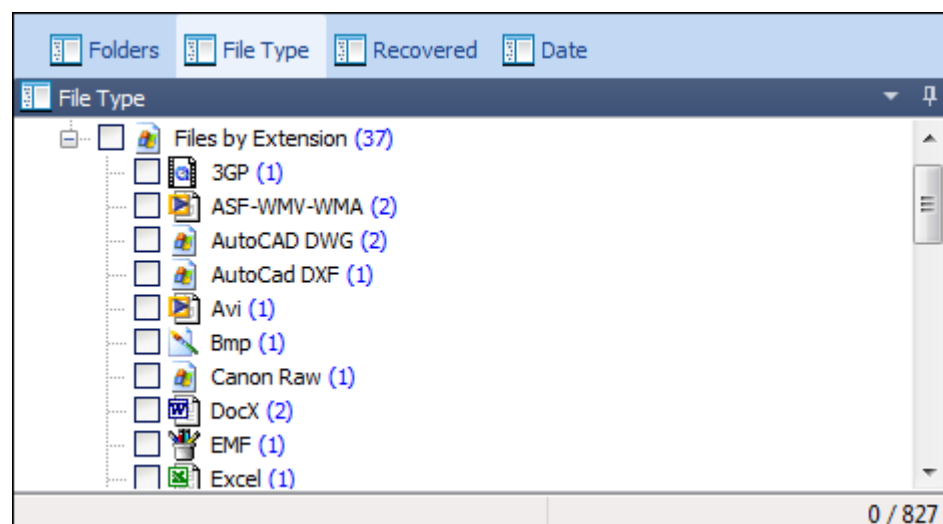 Folders File Type Recovered Date
File Type
Files by Extension (37)
3GP (1)
ASF-WMV-WMA (2)
AutoCAD DWG (2)
AutoCad DXF (1)
Avi (1)
Bmp (1)
Canon Raw (1)
DocX (2)
EMF (1)
Excel (1)
0 / 827